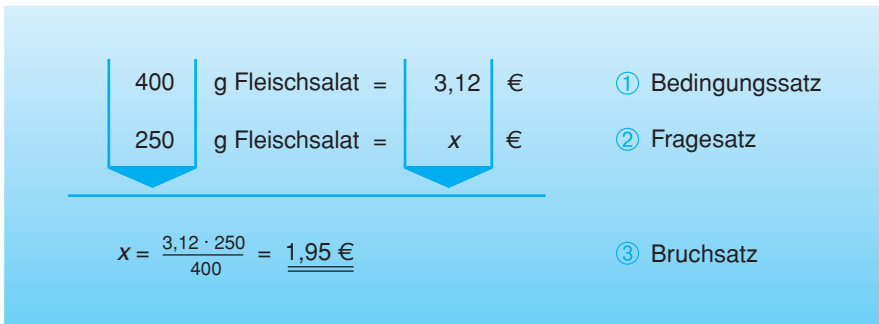 400 g Fleischsalat = 3,12 € ① Bedingungssatz
250 g Fleischsalat = x € ② Fragesatz
x = 3,12 · 250 / 400 = 1,95 € ③ Bruchsatz